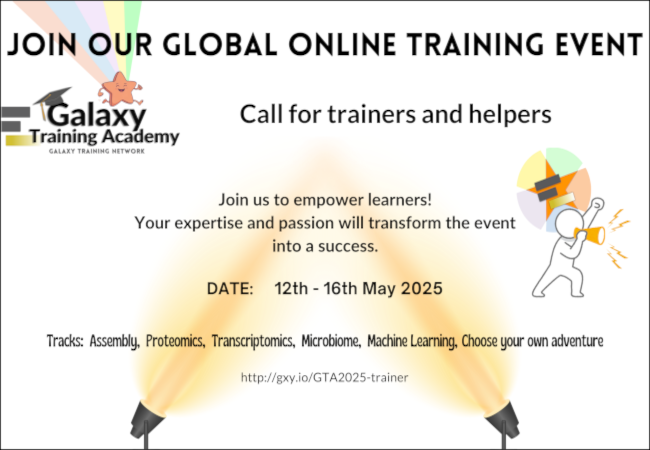 JOIN OUR GLOBAL ONLINE TRAINING EVENT
Galaxy
Training Academy
GALAXY TRAINING NETWORK
Call for trainers and helpers
Join us to empower learners!
Your expertise and passion will transform the event
into a success.
DATE: 12th - 16th May 2025
Tracks: Assembly, Proteomics, Transcriptomics, Microbiome, Machine Learning, Choose your own adventure
http://gxy.io/GTA2025-trainer